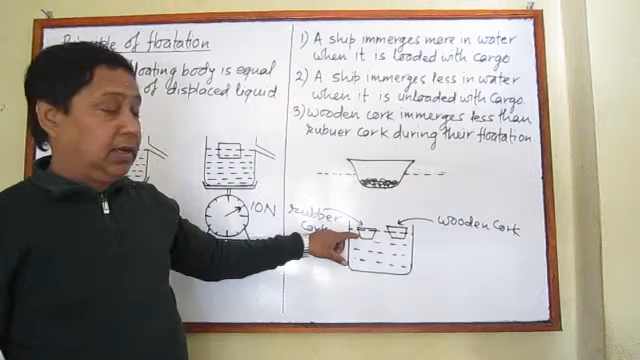 Principle of floatation
floating body is equal
of displaced liquid
10N
1) A ship immerges more in water
when it is loaded with cargo
2) A ship immerges less in water
when it is unloaded with cargo.
3) Wooden cork immerges less than
rubber cork during their floatation.
Rubber
cork
wooden cork